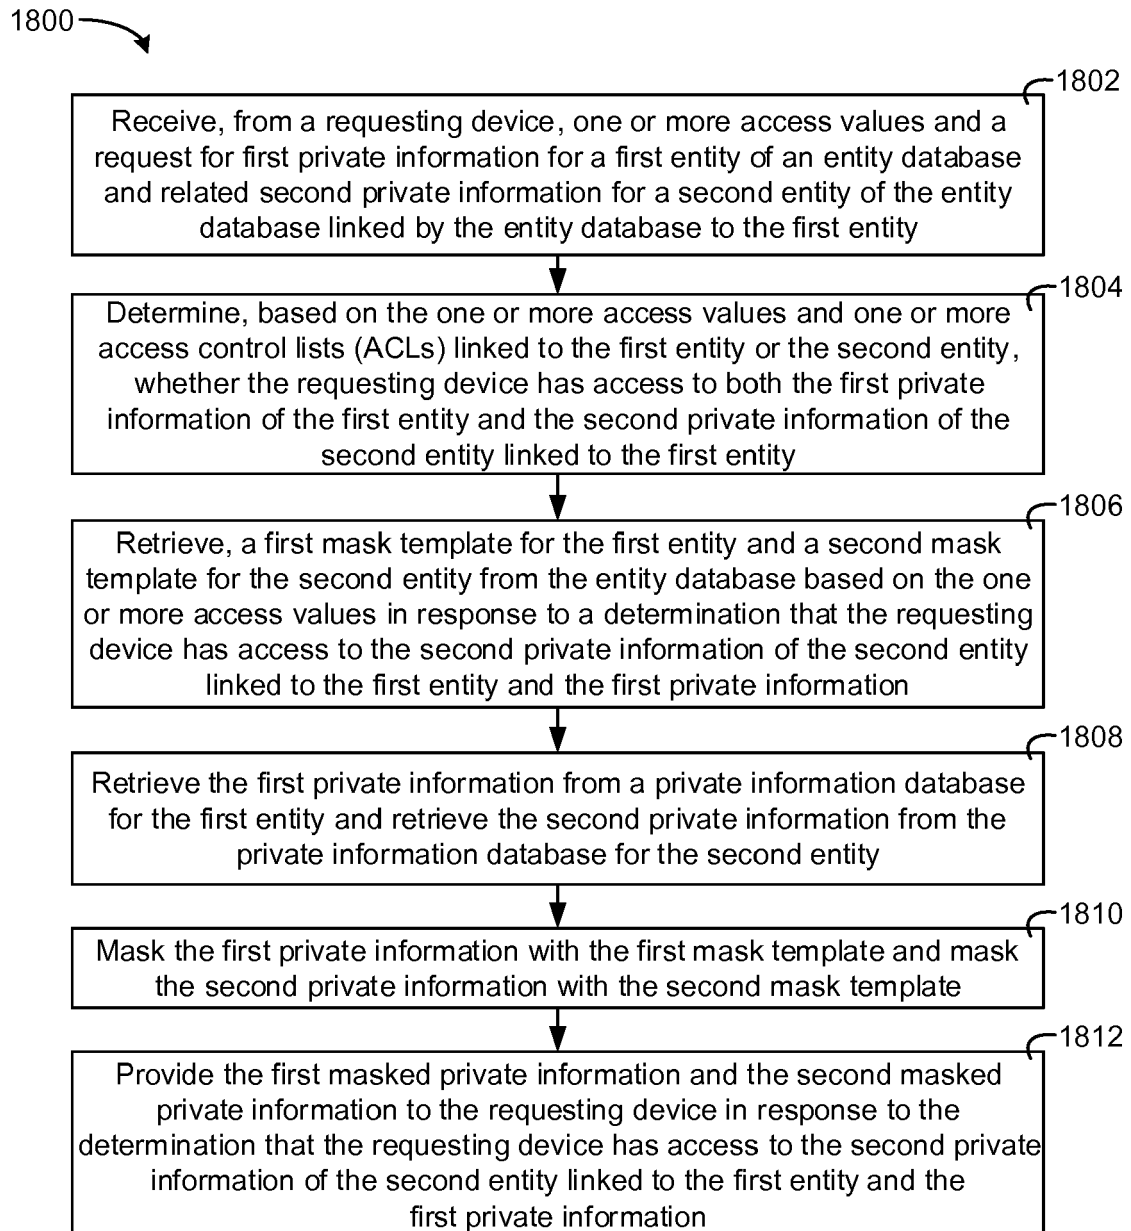 1800
1802
Receive, from a requesting device, one or more access values and a
request for first private information for a first entity of an entity database
and related second private information for a second entity of the entity
database linked by the entity database to the first entity
1804
Determine, based on the one or more access values and one or more
access control lists (ACLs) linked to the first entity or the second entity,
whether the requesting device has access to both the first private
information of the first entity and the second private information of the
second entity linked to the first entity
1806
Retrieve, a first mask template for the first entity and a second mask
template for the second entity from the entity database based on the one
or more access values in response to a determination that the requesting
device has access to the second private information of the second entity
linked to the first entity and the first private information
1808
Retrieve the first private information from a private information database
for the first entity and retrieve the second private information from the
private information database for the second entity
1810
Mask the first private information with the first mask template and mask
the second private information with the second mask template
1812
Provide the first masked private information and the second masked
private information to the requesting device in response to the
determination that the requesting device has access to the second private
information of the second entity linked to the first entity and the
first private information